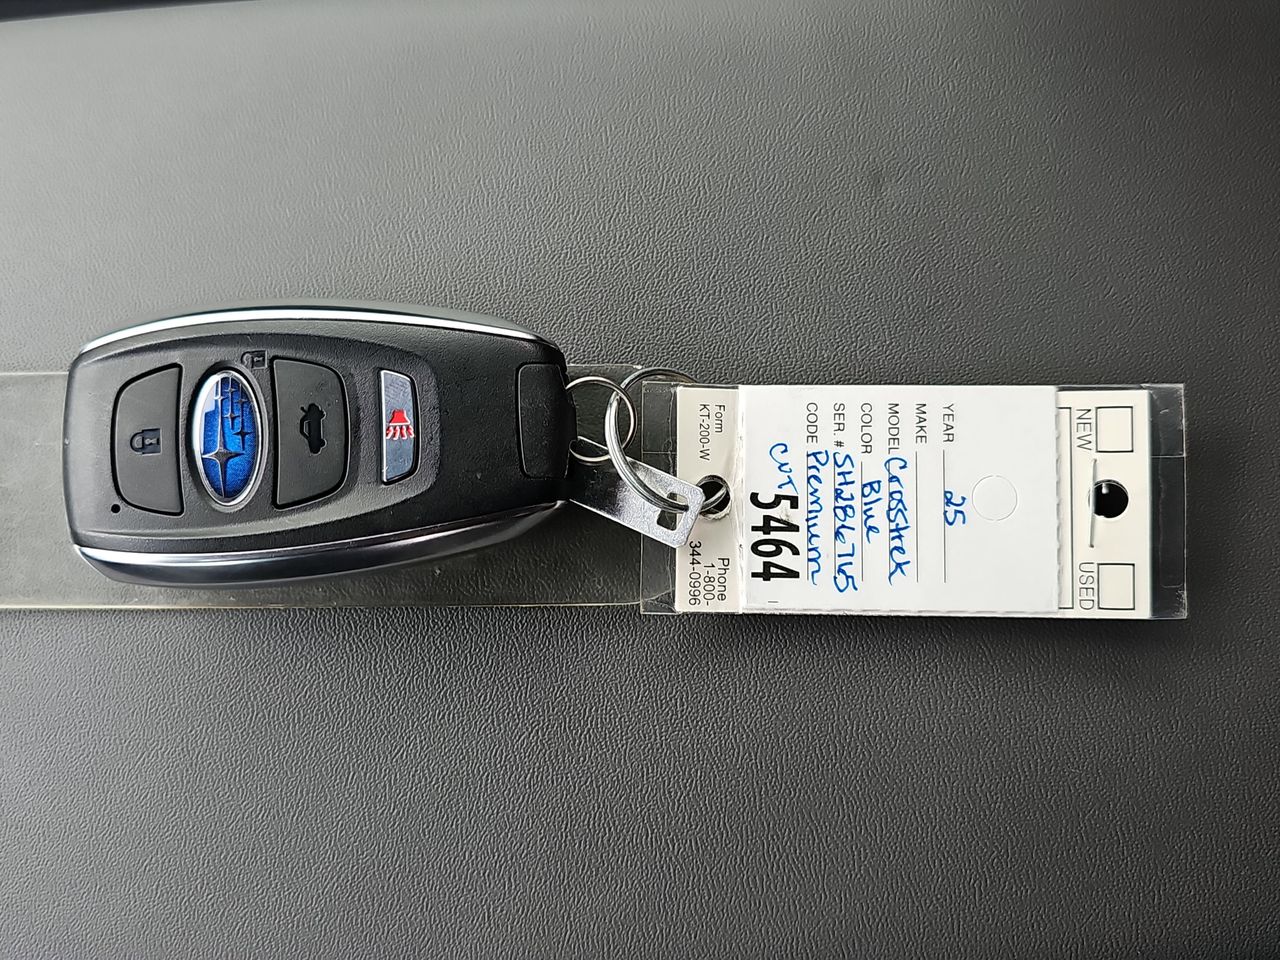 NEW
USED
YEAR 25
MAKE
MODEL Crosstrek
COLOR Blue
SER. # SH286765
CODE Premium
CVT
5464
Form
KT-200-W
Phone
1-800-
344-0996